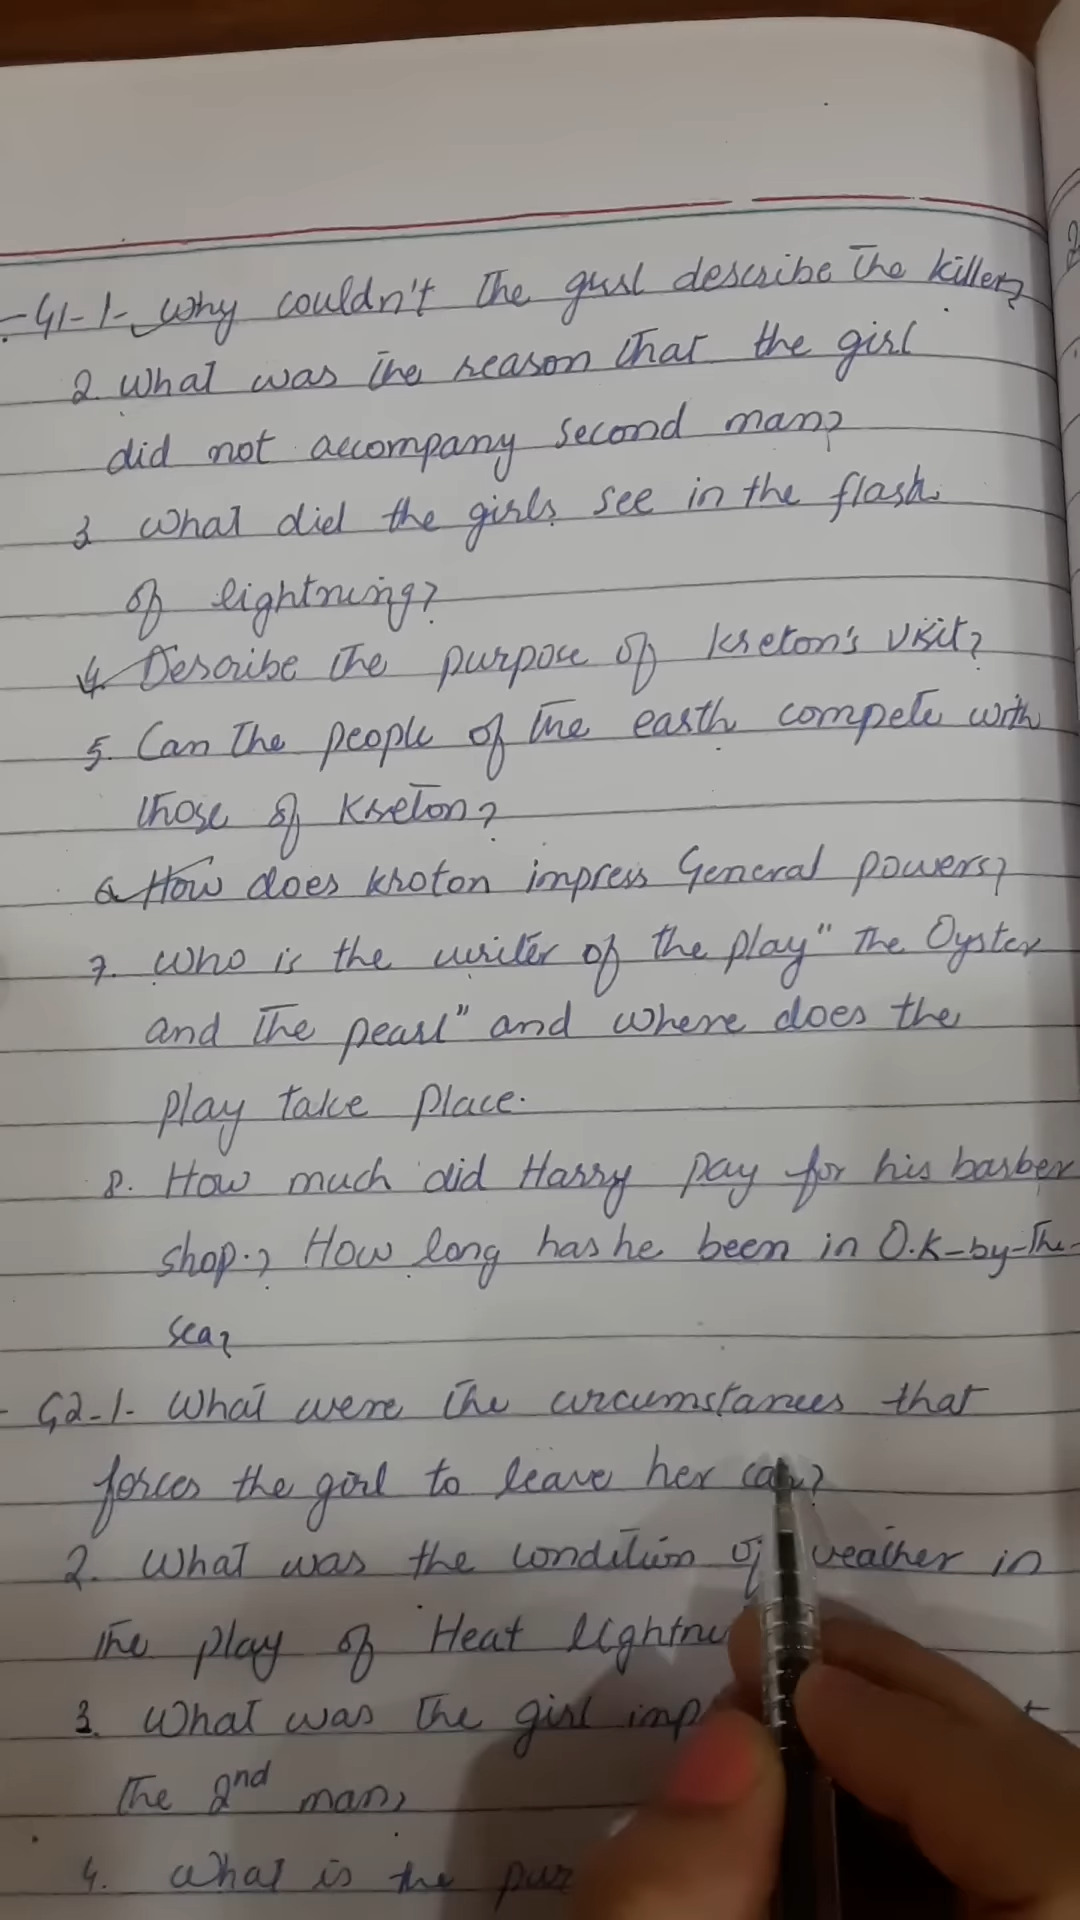 G1-1- Why couldn't the girl describe the killer?
2. What was the reason that the girl
did not accompany second man?
3 What did the girls see in the flash
of lightning?
4. Describe the purpose of Kreton's visit?
5. Can the people of the earth compete with
those of Kreton?
6. How does Kroton impress General powers?
7. Who is the writer of the play "The Oyster
and the pearl" and where does the
play take place.
8. How much did Harry pay for his barber
shop.? How long has he been in O.K-by-The-
sea?
G2-1- What were the circumstances that
forces the girl to leave her car?
2. What was the condition of weather in
the play of Heat
3. What was the girl
the 2nd man?
4. what is the